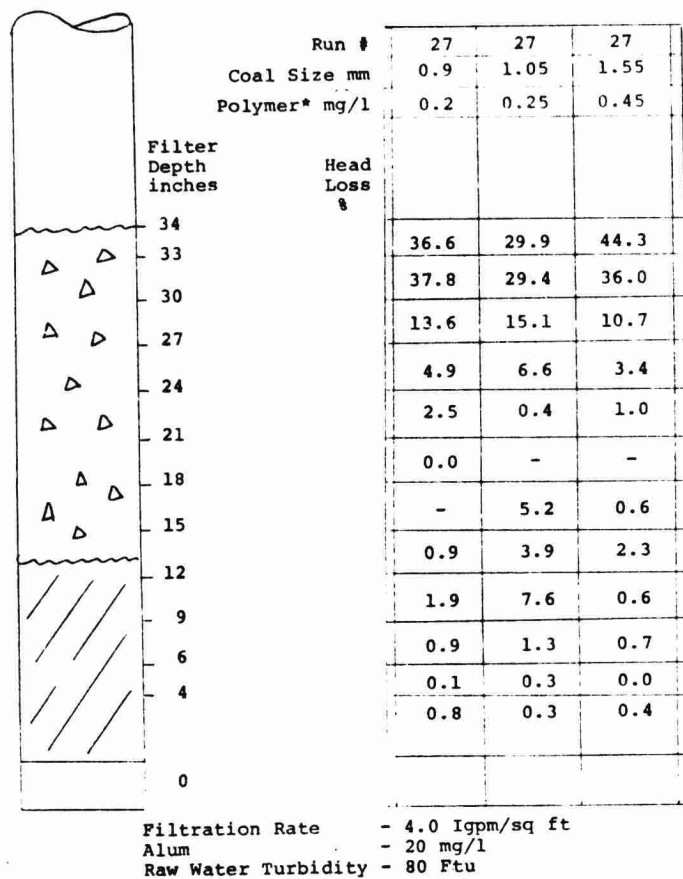 Run # 27 27 27
Coal Size mm 0.9 1.05 1.55
Polymer* mg/l 0.2 0.25 0.45
Filter Depth inches
Head Loss %
34
36.6 29.9 44.3
33
37.8 29.4 36.0
30
13.6 15.1 10.7
27
4.9 6.6 3.4
24
2.5 0.4 1.0
21
0.0 - -
18
- 5.2 0.6
15
0.9 3.9 2.3
12
1.9 7.6 0.6
9
0.9 1.3 0.7
6
0.1 0.3 0.0
4
0.8 0.3 0.4
0
Filtration Rate - 4.0 Igpm/sq ft
Alum - 20 mg/l
Raw Water Turbidity - 80 Ftu